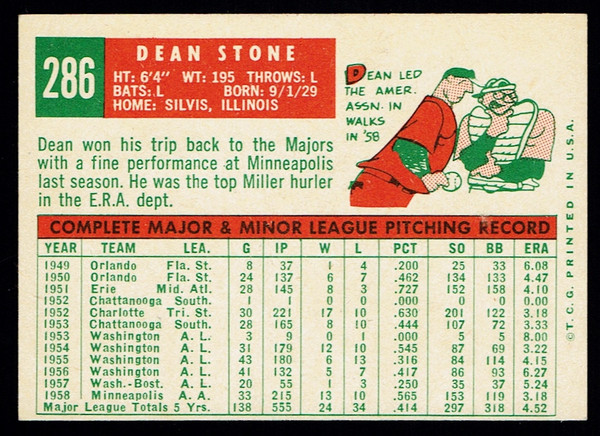 286
DEAN STONE
HT: 6'4" WT: 195 THROWS: L
BATS: L BORN: 9/1/29
HOME: SILVIS, ILLINOIS
DEAN LED
THE AMER.
ASSN. IN
WALKS
IN '58
Dean won his trip back to the Majors
with a fine performance at Minneapolis
last season. He was the top Miller hurler
in the E.R.A. dept.
COMPLETE MAJOR & MINOR LEAGUE PITCHING RECORD
YEAR TEAM LEA. G IP W L PCT SO BB ERA
1949 Orlando Fla. St. 8 37 1 4 .200 25 33 6.08
1950 Orlando Fla. St. 24 137 6 7 .462 134 133 4.47
1951 Erie Mid. Atl. 28 145 8 3 .727 152 158 4.10
1952 Chattanooga South. 1 1 0 0 .000 0 0 .0
1952 Charlotte Tri. St. 30 221 17 10 .630 201 122 3.18
1953 Chattanooga South. 28 165 8 10 .444 107 72 3.33
1953 Washington A. L. 3 9 0 1 .000 5 5 8.00
1954 Washington A. L. 31 179 12 10 .545 87 69 3.22
1955 Washington A. L. 43 180 6 13 .316 84 114 4.15
1956 Washington A. L. 41 132 5 7 .417 86 93 6.27
1957 Wash.-Bost. A. L. 20 55 1 3 .250 35 37 5.24
1958 Minneapolis A. A. 33 215 13 10 .565 153 119 3.18
Major League Totals 5 Yrs. 138 555 24 34 .414 297 318 4.52
©T.C.G. PRINTED IN U.S.A.